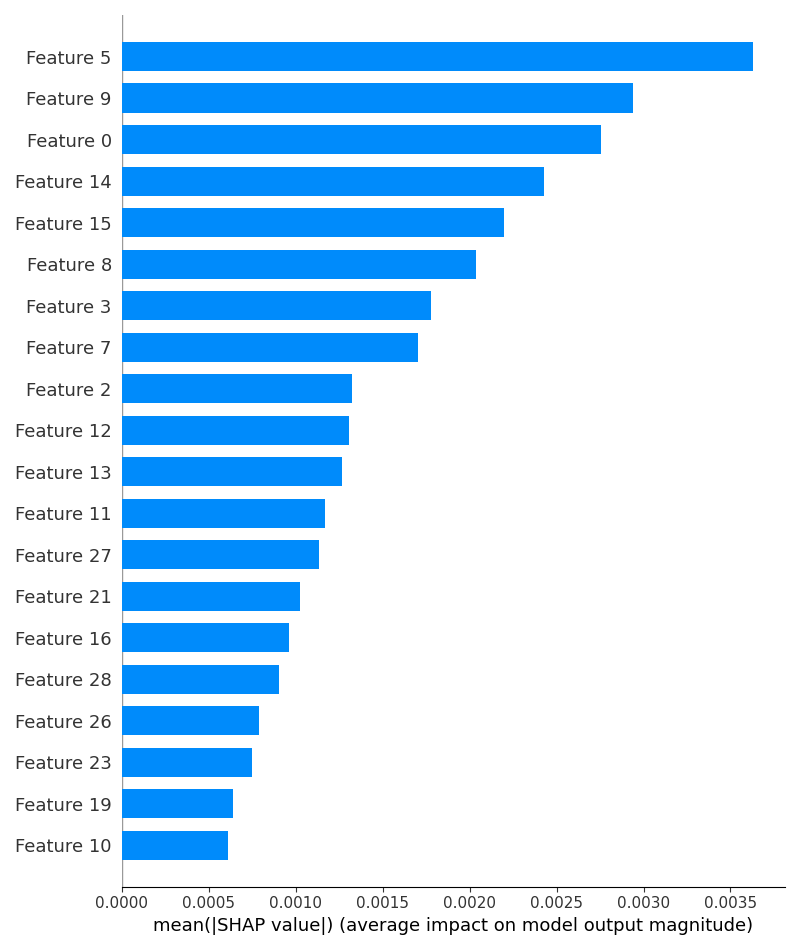 Feature 5
Feature 9
Feature 0
Feature 14
Feature 15
Feature 8
Feature 3
Feature 7
Feature 2
Feature 12
Feature 13
Feature 11
Feature 27
Feature 21
Feature 16
Feature 28
Feature 26
Feature 23
Feature 19
Feature 10
0.0000 0.0005 0.0010 0.0015 0.0020 0.0025 0.0030 0.0035
mean(|SHAP value|) (average impact on model output magnitude)